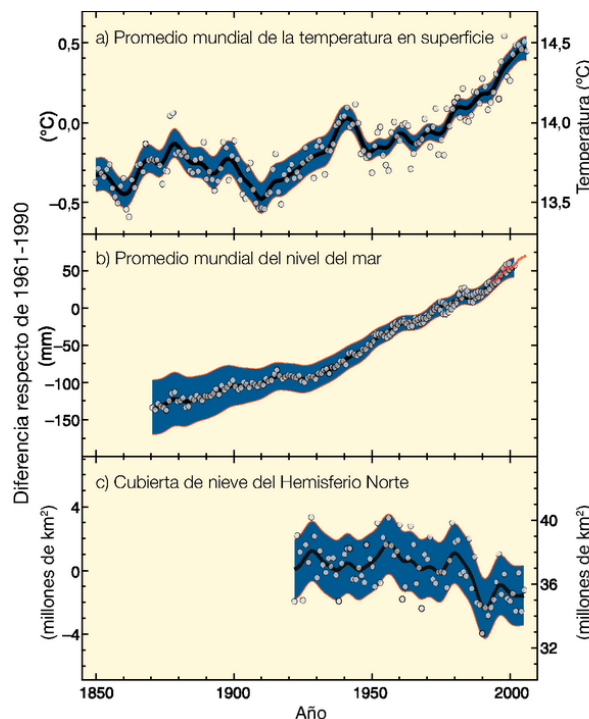 a) Promedio mundial de la temperatura en superficie
0,5
0,0
−0,5
(°C)
14,5
14,0
13,5
Temperatura (°C)
b) Promedio mundial del nivel del mar
50
0
−50
−100
−150
(mm)
Diferencia respecto de 1961-1990
c) Cubierta de nieve del Hemisferio Norte
4
0
−4
(millones de km²)
40
36
32
(millones de km²)
1850
1900
1950
2000
Año